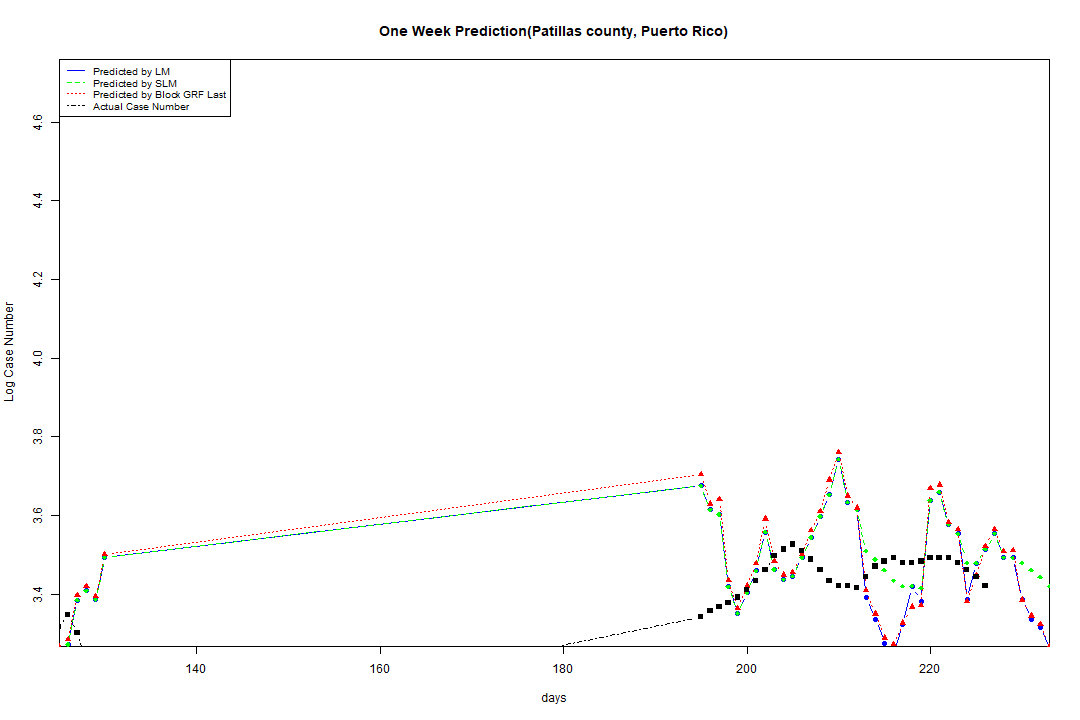 One Week Prediction(Patillas county, Puerto Rico)
Predicted by LM
Predicted by SLM
Predicted by Block GRF Last
Actual Case Number
4.6
4.4
4.2
4.0
3.8
3.6
3.4
Log Case Number
140 160 180 200 220
days